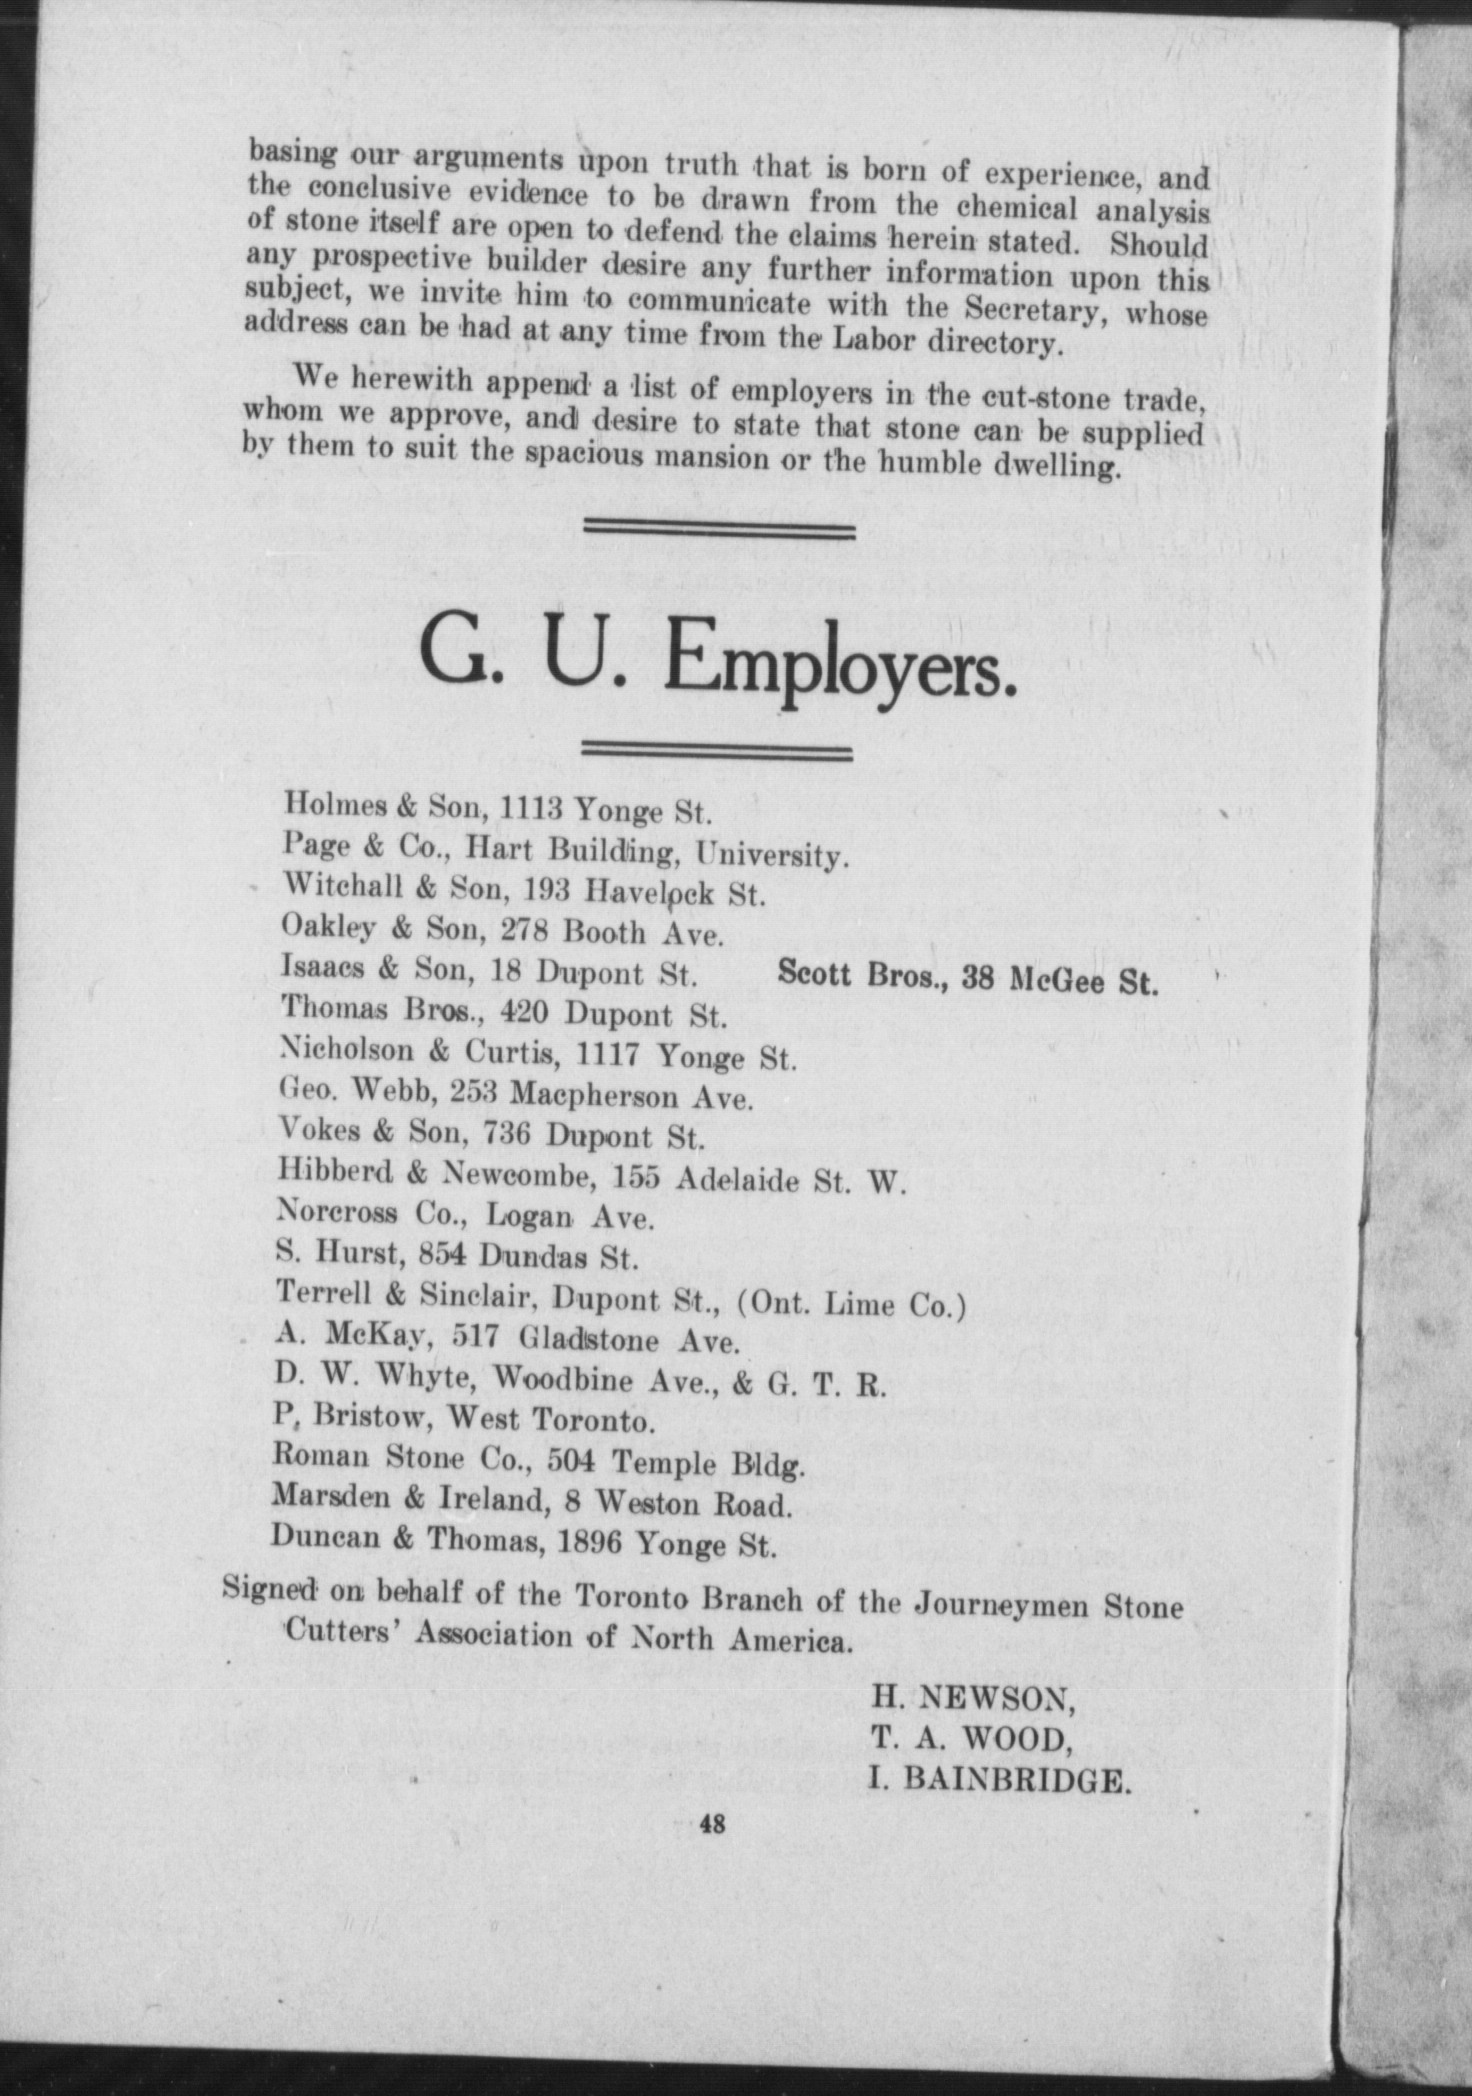 basing our arguments upon truth that is born of experience, and
the conclusive evidence to be drawn from the chemical analysis
of stone itself are open to defend the claims herein stated. Should
any prospective builder desire any further information upon this
subject, we invite him to communicate with the Secretary, whose
address can be had at any time from the Labor directory.
We herewith append a list of employers in the cut-stone trade,
whom we approve, and desire to state that stone can be supplied
by them to suit the spacious mansion or the humble dwelling.
G. U. Employers.
Holmes & Son, 1113 Yonge St.
Page & Co., Hart Building, University.
Witchall & Son, 193 Havelock St.
Oakley & Son, 278 Booth Ave.
Isaacs & Son, 18 Dupont St. Scott Bros., 38 McGee St.
Thomas Bros., 420 Dupont St.
Nicholson & Curtis, 1117 Yonge St.
Geo. Webb, 253 Macpherson Ave.
Vokes & Son, 736 Dupont St.
Hibberd & Newcombe, 155 Adelaide St. W.
Norcross Co., Logan Ave.
S. Hurst, 854 Dundas St.
Terrell & Sinclair, Dupont St., (Ont. Lime Co.)
A. McKay, 517 Gladstone Ave.
D. W. Whyte, Woodbine Ave., & G. T. R.
P. Bristow, West Toronto.
Roman Stone Co., 504 Temple Bldg.
Marsden & Ireland, 8 Weston Road.
Duncan & Thomas, 1896 Yonge St.
Signed on behalf of the Toronto Branch of the Journeymen Stone
Cutters' Association of North America.
H. NEWSON,
T. A. WOOD,
I. BAINBRIDGE.
48